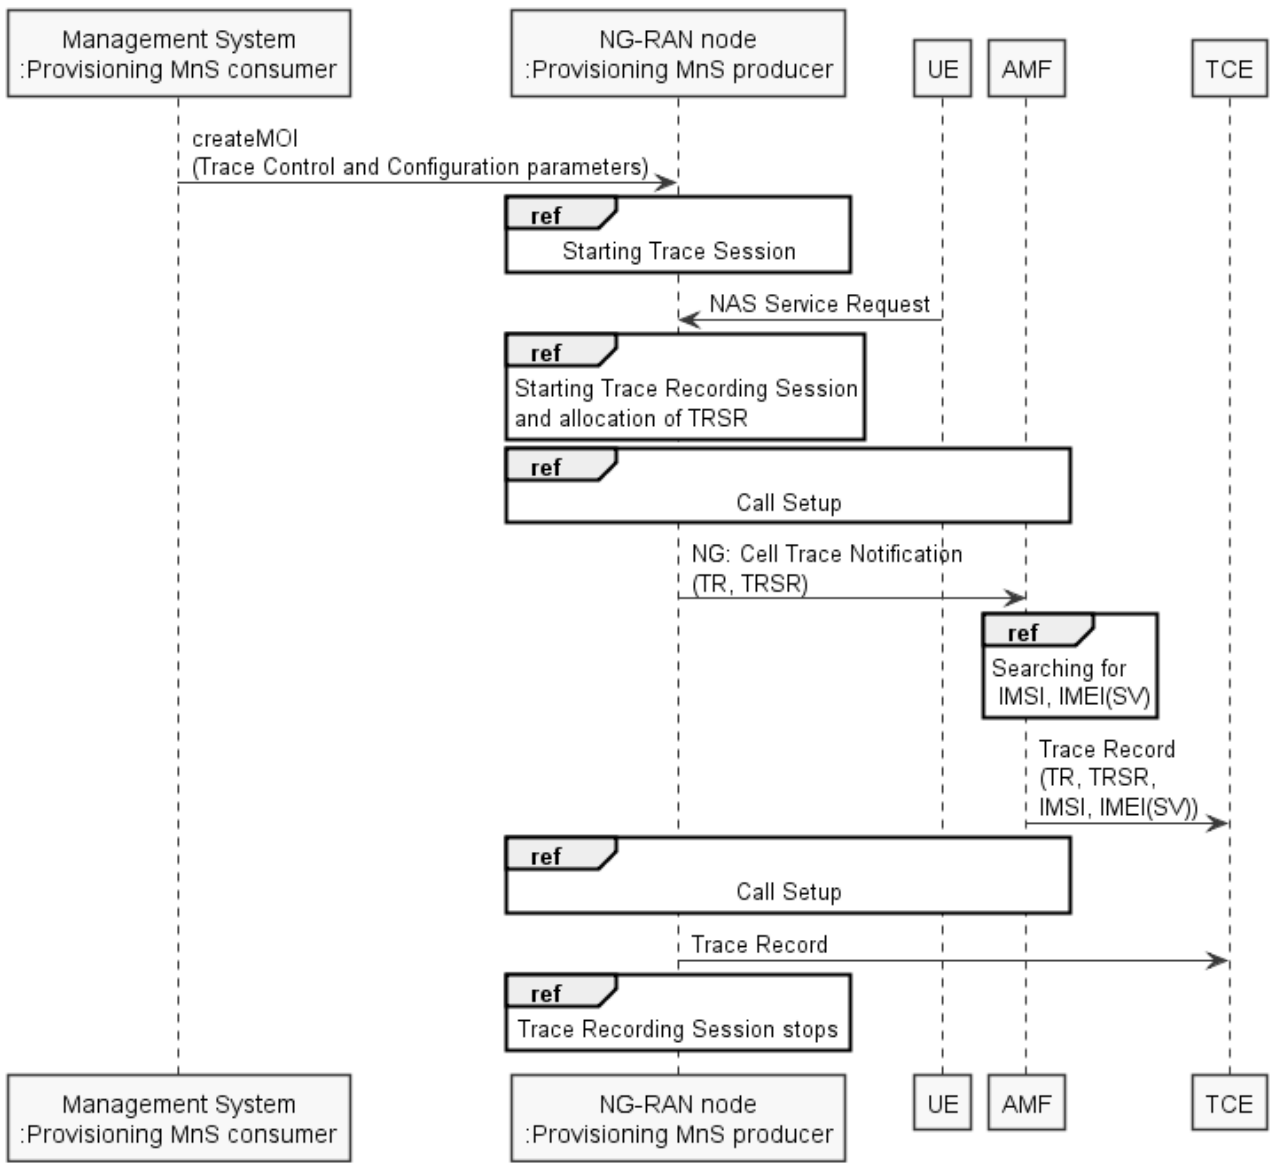 Management System
:Provisioning MnS consumer
NG-RAN node
:Provisioning MnS producer
UE
AMF
TCE
createMOI
(Trace Control and Configuration parameters)
ref
Starting Trace Session
NAS Service Request
ref
Starting Trace Recording Session
and allocation of TRSR
ref
Call Setup
NG: Cell Trace Notification
(TR, TRSR)
ref
Searching for
IMSI, IMEI(SV)
Trace Record
(TR, TRSR,
IMSI, IMEI(SV))
ref
Call Setup
Trace Record
ref
Trace Recording Session stops
Management System
:Provisioning MnS consumer
NG-RAN node
:Provisioning MnS producer
UE
AMF
TCE